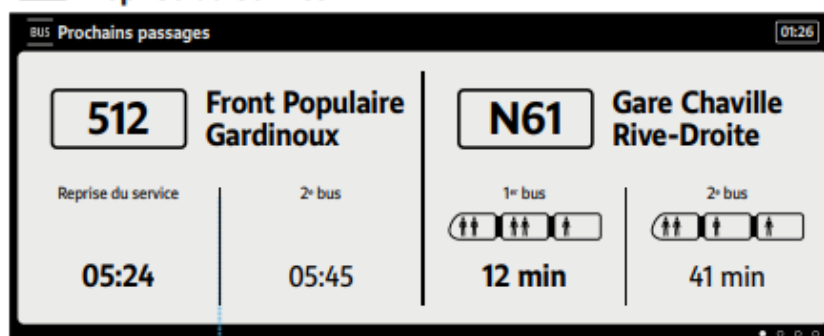 BUS Prochains passages
01:26
512
Front Populaire
Gardinoux
Reprise du service
2e bus
05:24
05:45
N61
Gare Chaville
Rive-Droite
1er bus
2e bus
12 min
41 min